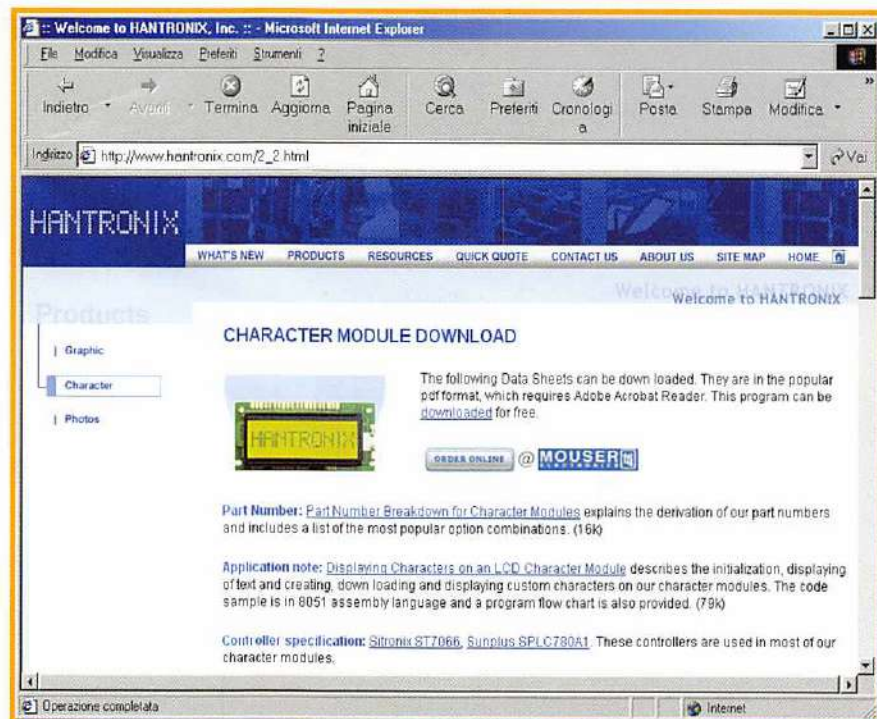 :: Welcome to HANTRONIX, Inc. :: - Microsoft Internet Explorer
File Modifica Visualizza Preferiti Strumenti ?
Indietro Avanti Termina Aggiorna Pagina iniziale Cerca Preferiti Cronologia Posta Stampa Modifica »
Indirizzo http://www.hantronix.com/2_2.html Vai
HANTRONIX
WHAT'S NEW PRODUCTS RESOURCES QUICK QUOTE CONTACT US ABOUT US SITE MAP HOME
Welcome to HANTRONIX
Welcome to HANTRONIX
Products
| Graphic
Character
| Photos
CHARACTER MODULE DOWNLOAD
HANTRONIX
The following Data Sheets can be down loaded. They are in the popular
pdf format, which requires Adobe Acrobat Reader. This program can be
downloaded for free.
ORDER ONLINE @ MOUSER ELECTRONICS
Part Number: Part Number Breakdown for Character Modules explains the derivation of our part numbers
and includes a list of the most popular option combinations. (16k)
Application note: Displaying Characters on an LCD Character Module describes the initialization, displaying
of text and creating, down loading and displaying custom characters on our character modules. The code
sample is in 8051 assembly language and a program flow chart is also provided. (79k)
Controller specification: Sitronix ST7066, Sunplus SPLC780A1. These controllers are used in most of our
character modules.
Operazione completata Internet